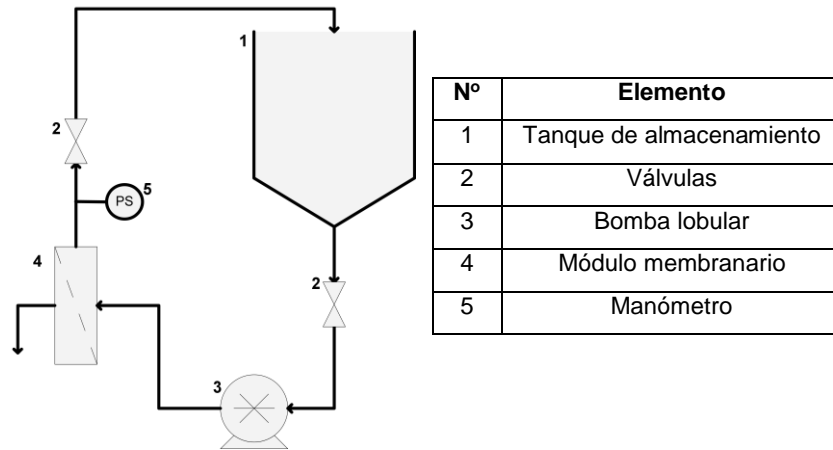 1
2
5
PS
4
2
3
Nº Elemento
1 Tanque de almacenamiento
2 Válvulas
3 Bomba lobular
4 Módulo membranario
5 Manómetro